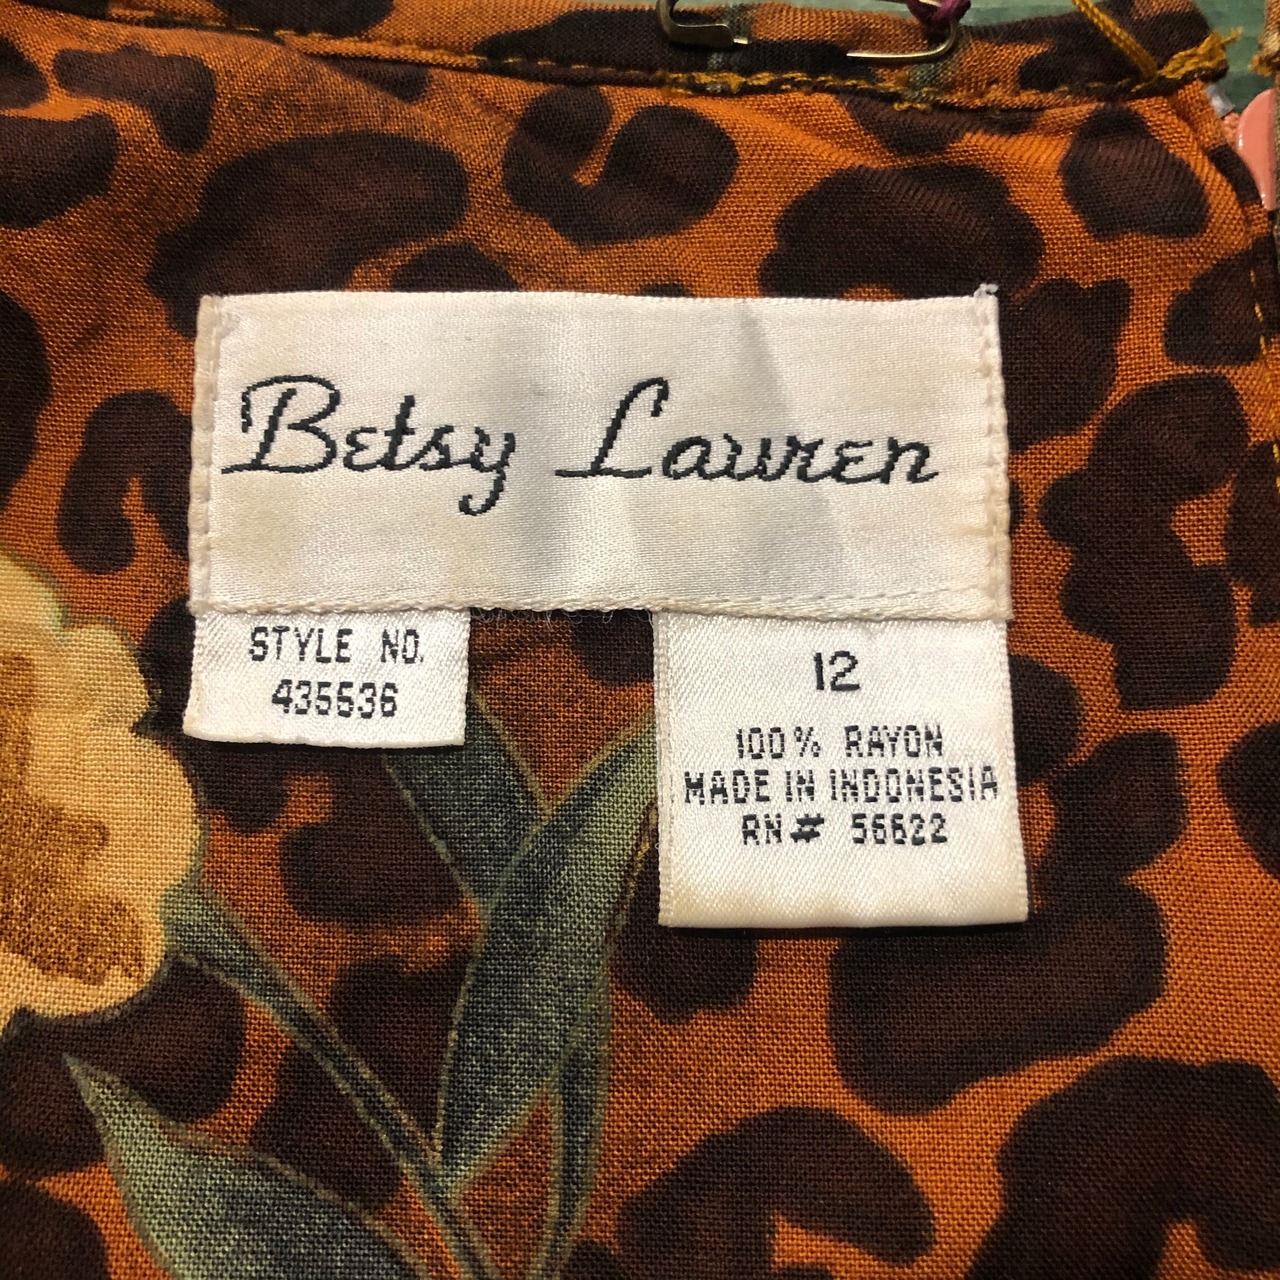 Betsy Lauren
STYLE NO.
435536
12
100% RAYON
MADE IN INDONESIA
RN# 56622